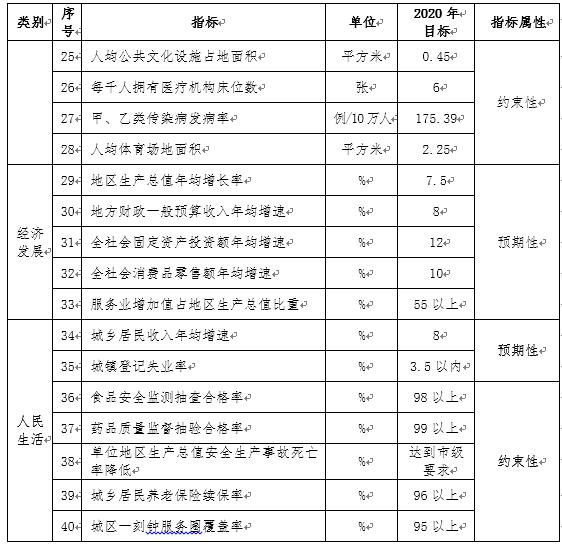 类别 序号 指标 单位 2020 年目标 指标属性
25 人均公共文化设施占地面积 平方米 0.45 约束性
26 每千人拥有医疗机构床位数 张 6
27 甲、乙类传染病发病率 例/10 万人 175.39
28 人均体育场地面积 平方米 2.25
经济发展 29 地区生产总值年均增长率 % 7.5 预期性
30 地方财政一般预算收入年均增速 % 8
31 全社会固定资产投资额年均增速 % 12
32 全社会消费品零售额年均增速 % 10
33 服务业增加值占地区生产总值比重 % 55 以上
人民生活 34 城乡居民收入年均增速 % 8 预期性
35 城镇登记失业率 % 3.5 以内
36 食品安全监测抽查合格率 % 98 以上 约束性
37 药品质量监督抽验合格率 % 99 以上
38 单位地区生产总值安全生产事故死亡率降低 % 达到市级要求
39 城乡居民养老保险续保率 % 96 以上
40 城区一刻钟服务圈覆盖率 % 95 以上